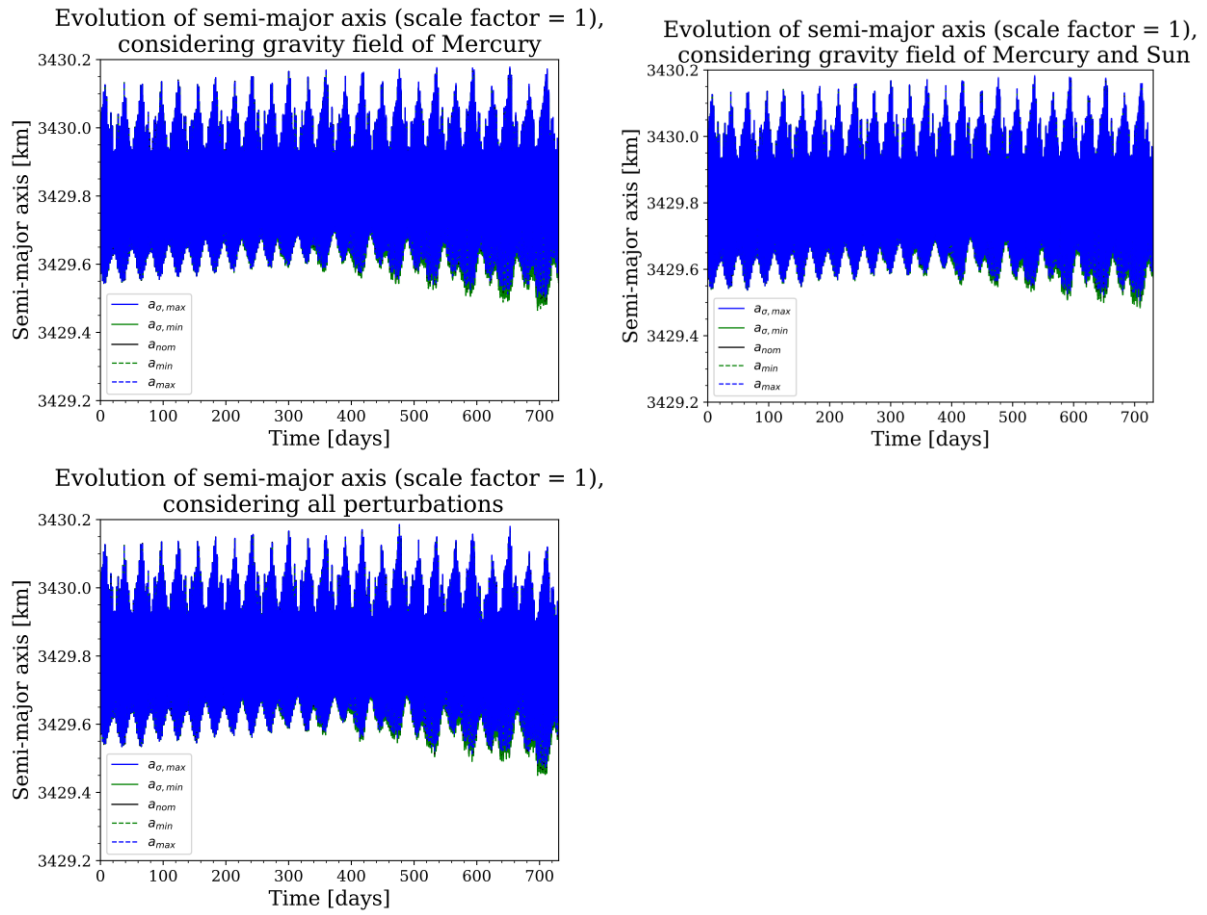 Evolution of semi-major axis (scale factor = 1),
considering gravity field of Mercury
3430.2
3430.0
3429.8
3429.6
3429.4
3429.2
Semi-major axis [km]
a_{σ, max}
a_{σ, min}
a_{nom}
a_{min}
a_{max}
0 100 200 300 400 500 600 700
Time [days]
Evolution of semi-major axis (scale factor = 1),
considering gravity field of Mercury and Sun
3430.2
3430.0
3429.8
3429.6
3429.4
3429.2
Semi-major axis [km]
a_{σ, max}
a_{σ, min}
a_{nom}
a_{min}
a_{max}
0 100 200 300 400 500 600 700
Time [days]
Evolution of semi-major axis (scale factor = 1),
considering all perturbations
3430.2
3430.0
3429.8
3429.6
3429.4
3429.2
Semi-major axis [km]
a_{σ, max}
a_{σ, min}
a_{nom}
a_{min}
a_{max}
0 100 200 300 400 500 600 700
Time [days]